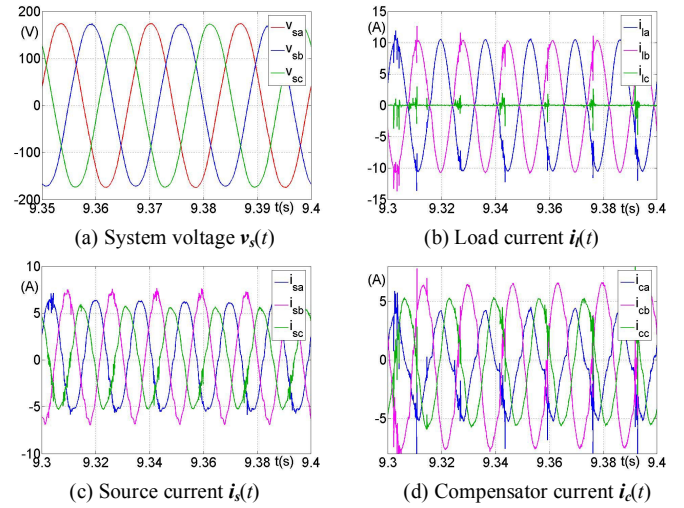 200
(V)
100
0
-100
-200
9.35 9.36 9.37 9.38 9.39 t(s) 9.4
v_sa
v_sb
v_sc
(a) System voltage v_s(t)
15
(A)
10
5
0
-5
-10
-15
9.3 9.32 9.34 9.36 9.38 t(s) 9.4
i_la
i_lb
i_lc
(b) Load current i_l(t)
10
(A)
5
0
-5
-10
9.3 9.32 9.34 9.36 9.38 t(s) 9.4
i_sa
i_sb
i_sc
(c) Source current i_s(t)
(A)
5
0
-5
9.3 9.32 9.34 9.36 9.38 t(s) 9.4
i_ca
i_cb
i_cc
(d) Compensator current i_c(t)